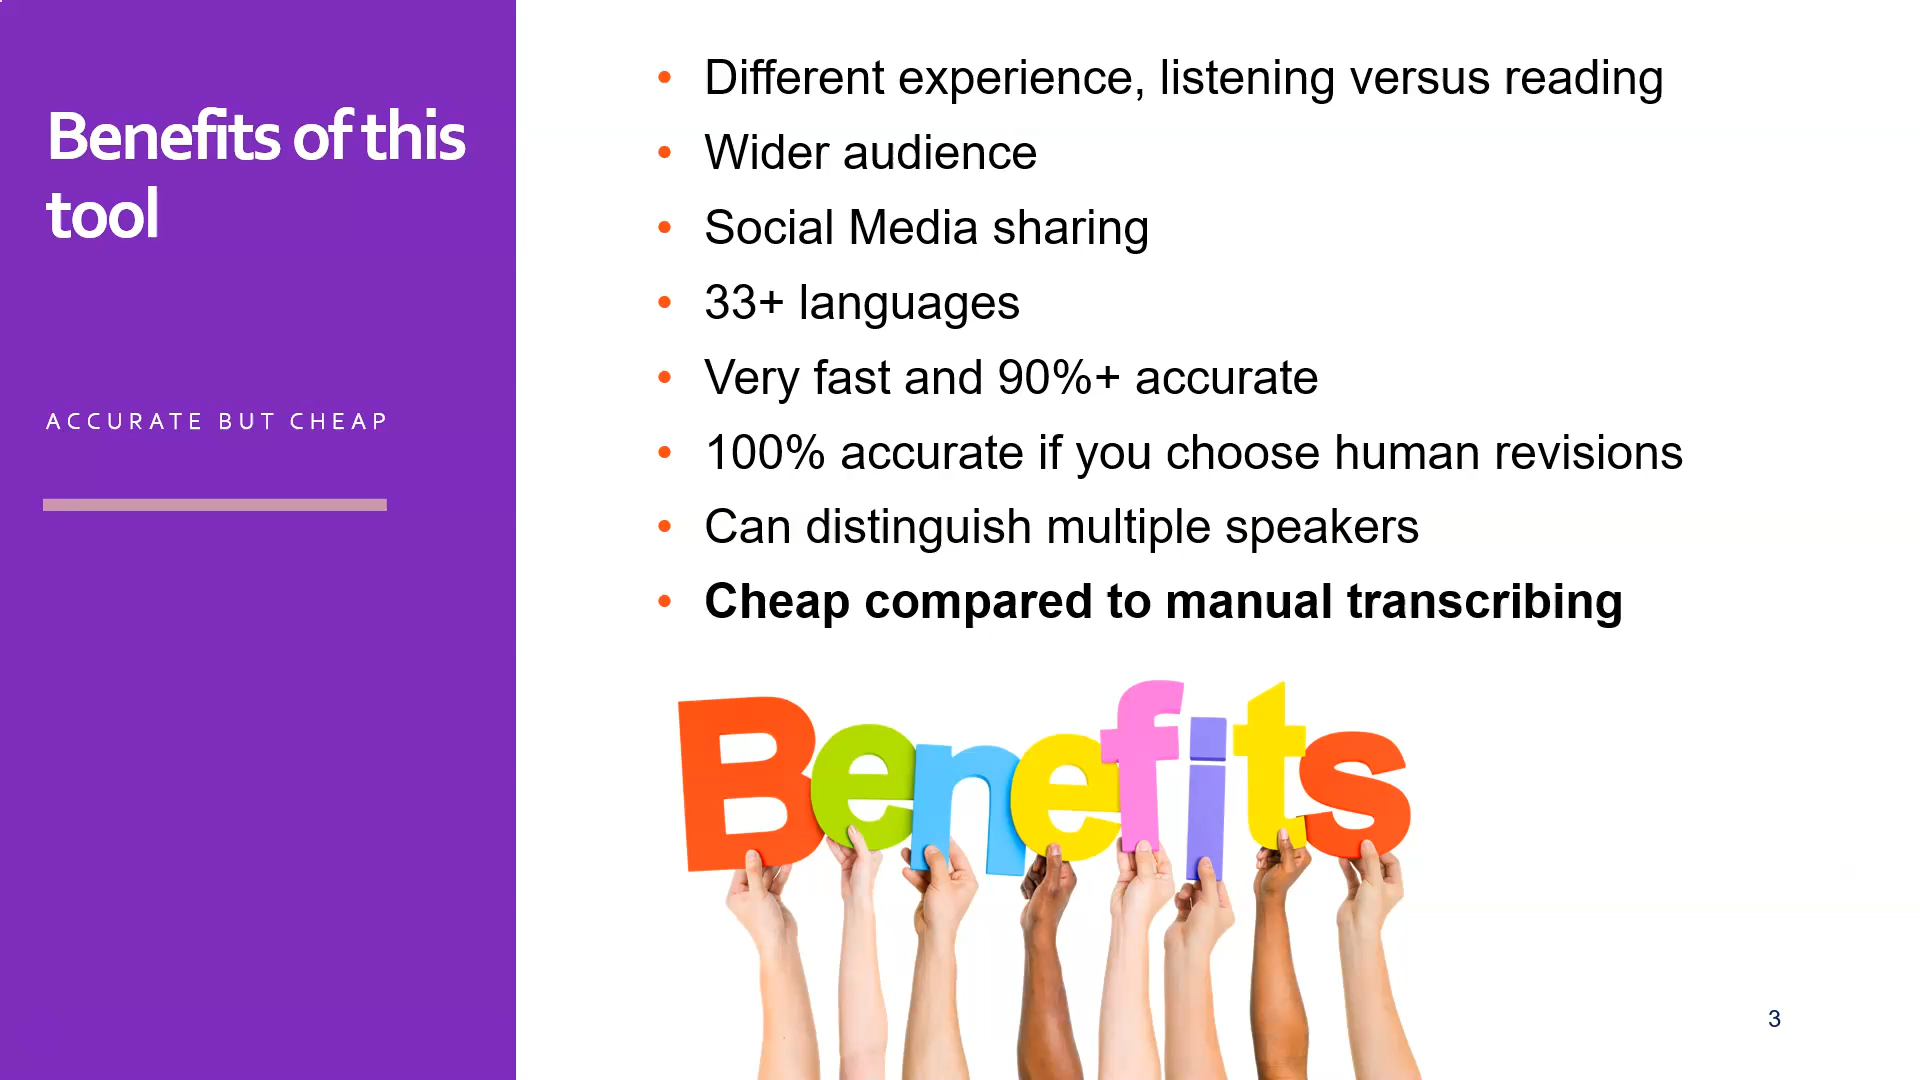 Benefits of this
tool
ACCURATE BUT CHEAP
• Different experience, listening versus reading
• Wider audience
• Social Media sharing
• 33+ languages
• Very fast and 90%+ accurate
• 100% accurate if you choose human revisions
• Can distinguish multiple speakers
• Cheap compared to manual transcribing
Benefits
3